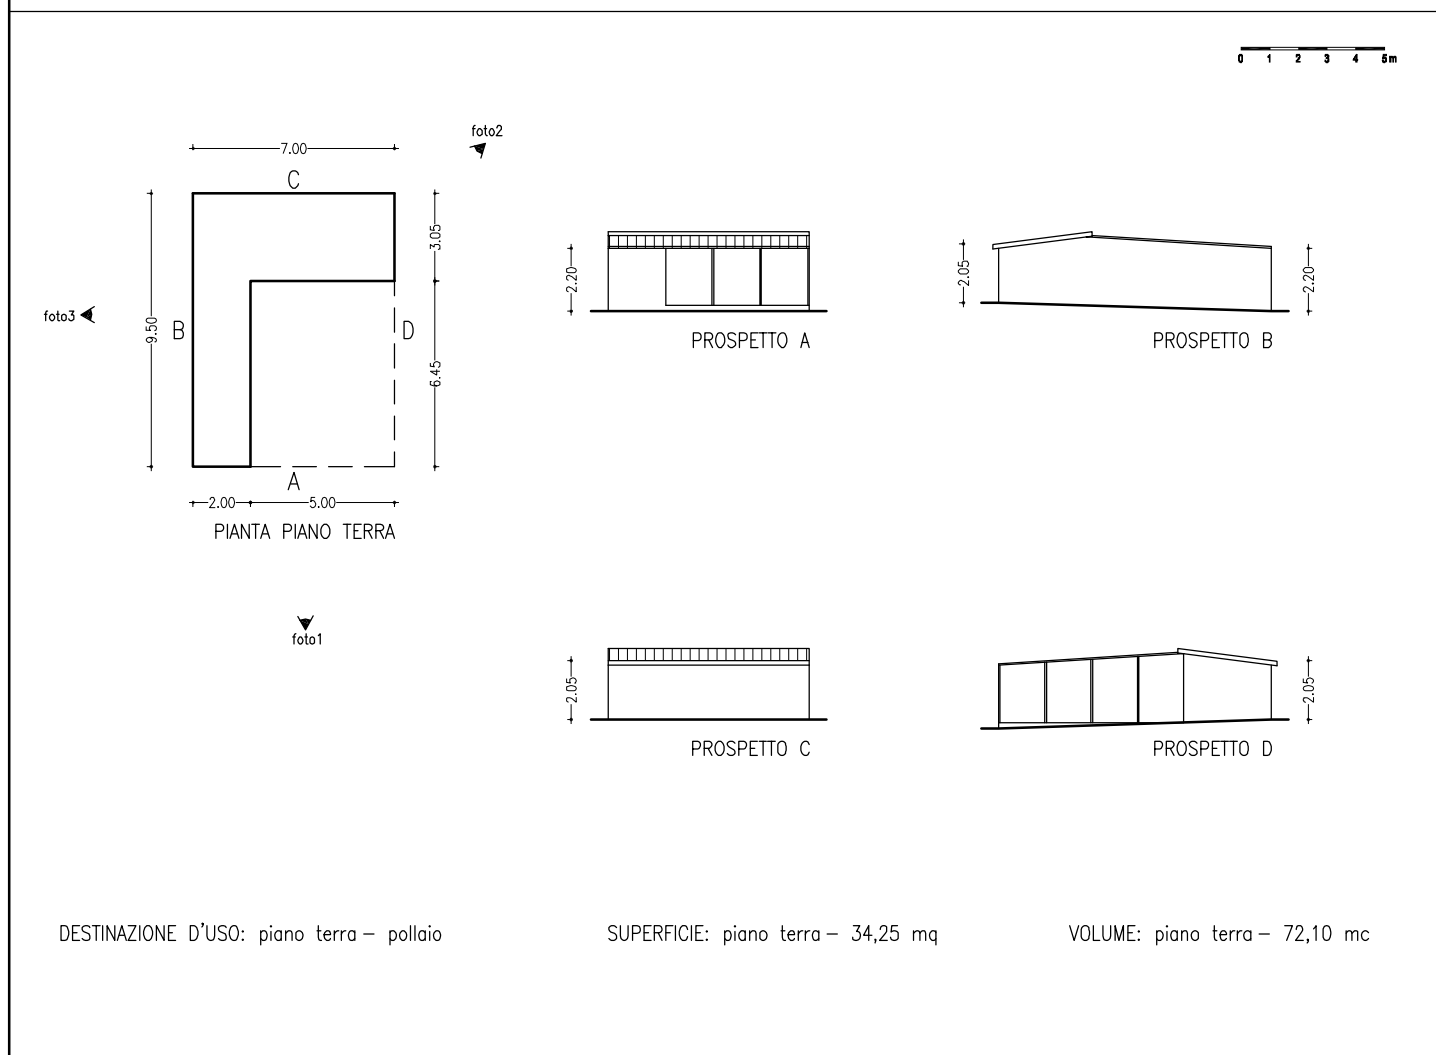 0 1 2 3 4 5m
foto2
7.00
C
3.05
foto3
B
9.50
D
6.45
A
2.00
5.00
PIANTA PIANO TERRA
foto1
2.20
PROSPETTO A
2.05
2.20
PROSPETTO B
2.05
PROSPETTO C
2.05
PROSPETTO D
DESTINAZIONE D'USO: piano terra – pollaio
SUPERFICIE: piano terra – 34,25 mq
VOLUME: piano terra – 72,10 mc